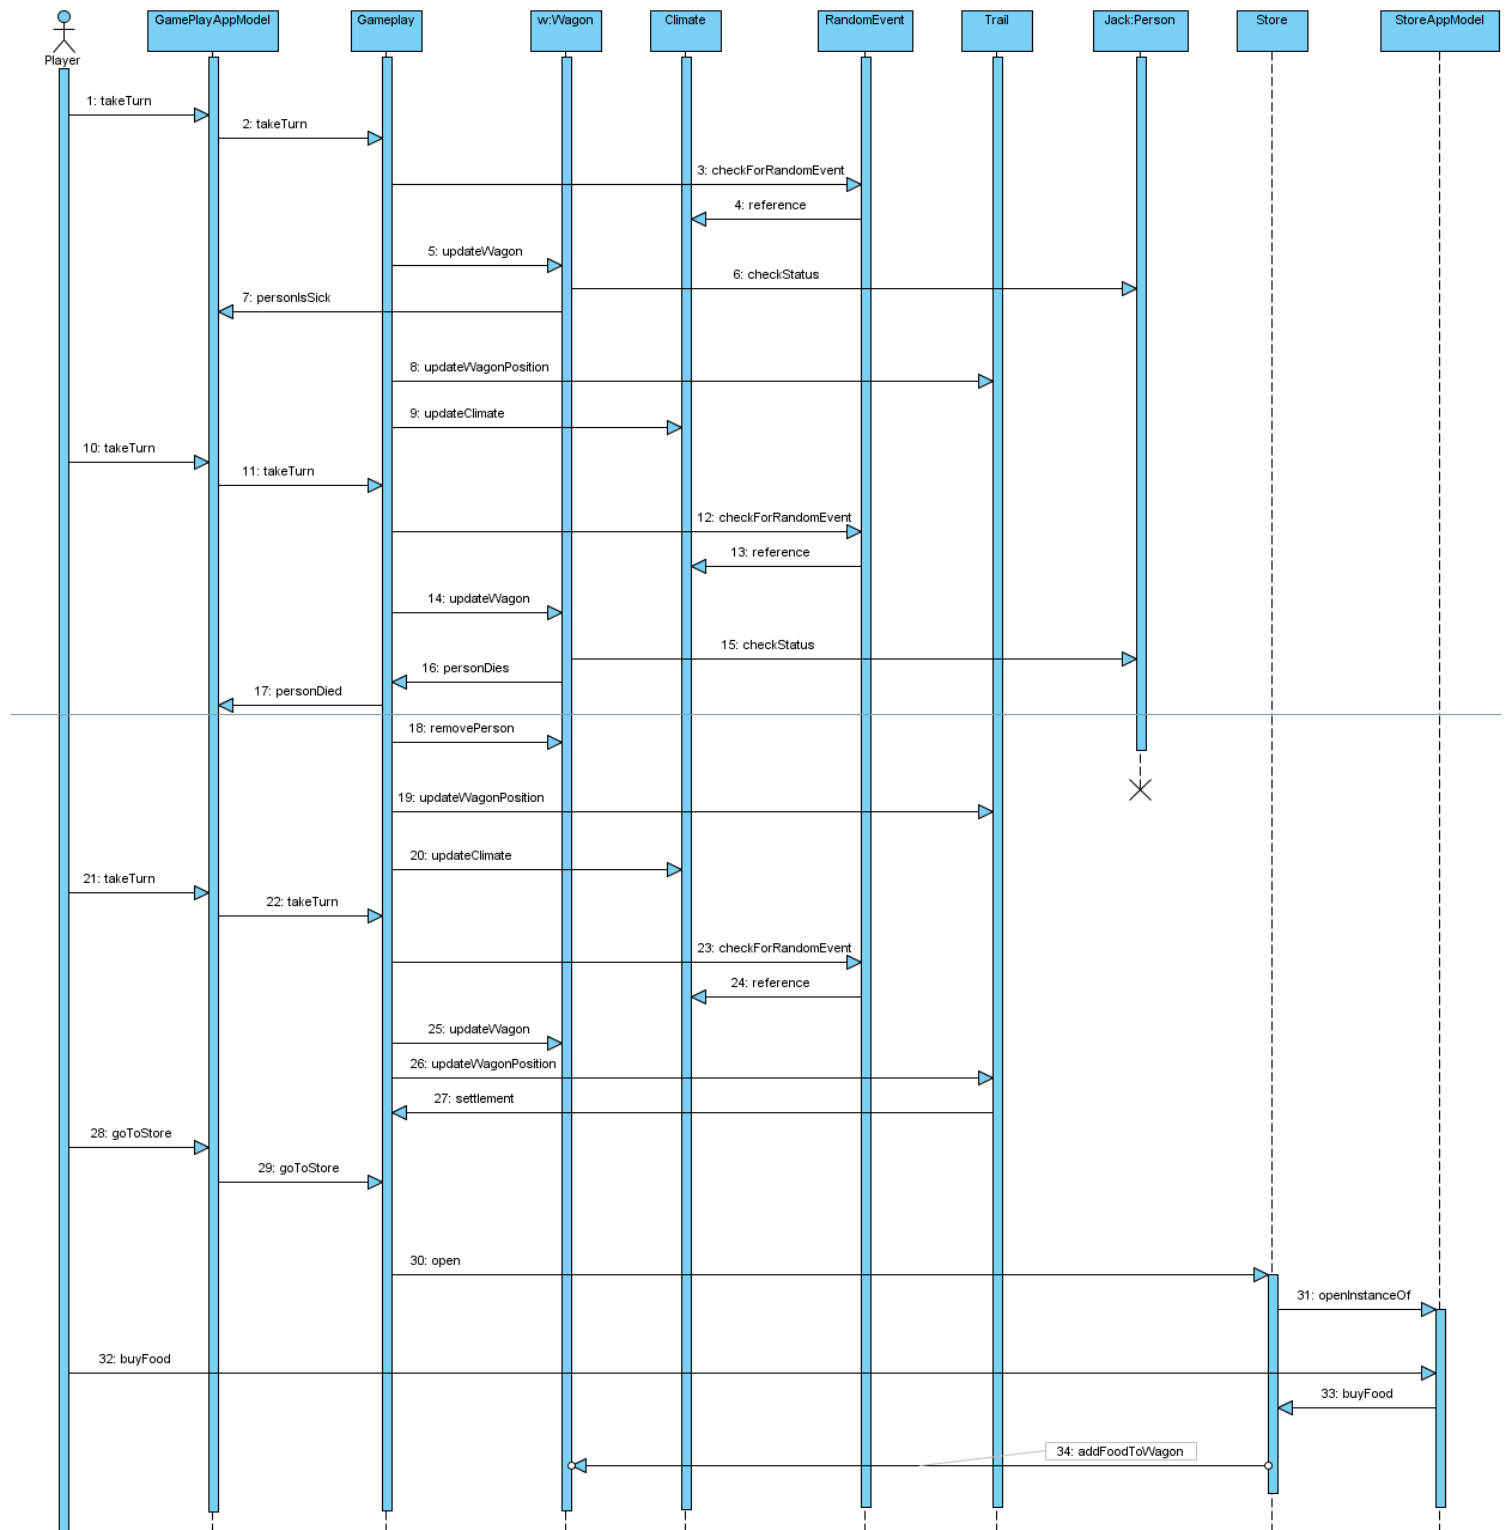 GamePlayAppModel
Gameplay
w:Wagon
Climate
RandomEvent
Trail
Jack:Person
Store
StoreAppModel
Player
1: takeTurn
2: takeTurn
3: checkForRandomEvent
4: reference
5: updateWagon
6: checkStatus
7: personIsSick
8: updateWagonPosition
9: updateClimate
10: takeTurn
11: takeTurn
12: checkForRandomEvent
13: reference
14: updateWagon
15: checkStatus
16: personDies
17: personDied
18: removePerson
19: updateWagonPosition
20: updateClimate
21: takeTurn
22: takeTurn
23: checkForRandomEvent
24: reference
25: updateWagon
26: updateWagonPosition
27: settlement
28: goToStore
29: goToStore
30: open
31: openInstanceOf
32: buyFood
33: buyFood
34: addFoodToWagon